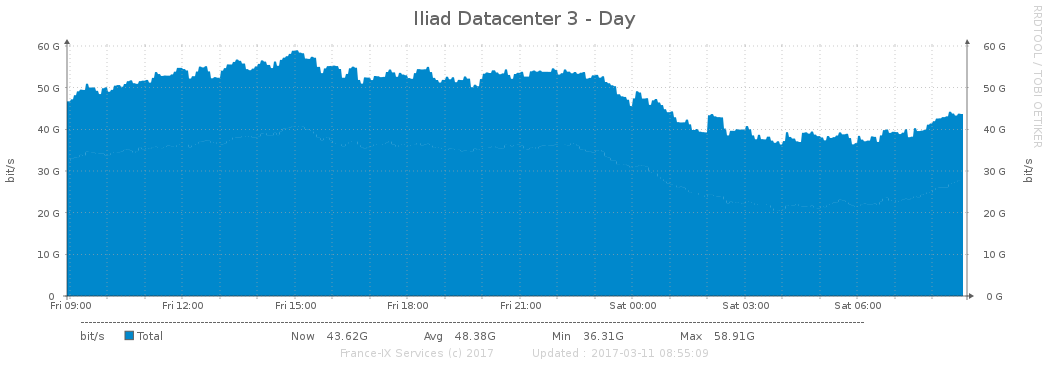 Iliad Datacenter 3 - Day
RRDTOOL / TOBI OETIKER
bit/s
60 G 60 G
50 G 50 G
40 G 40 G
30 G 30 G
20 G 20 G
10 G 10 G
0 0 G
bit/s
Fri 09:00 Fri 12:00 Fri 15:00 Fri 18:00 Fri 21:00 Sat 00:00 Sat 03:00 Sat 06:00
bit/s Total Now 43.62G Avg 48.38G Min 36.31G Max 58.91G
France-IX Services (c) 2017 Updated : 2017-03-11 08:55:09